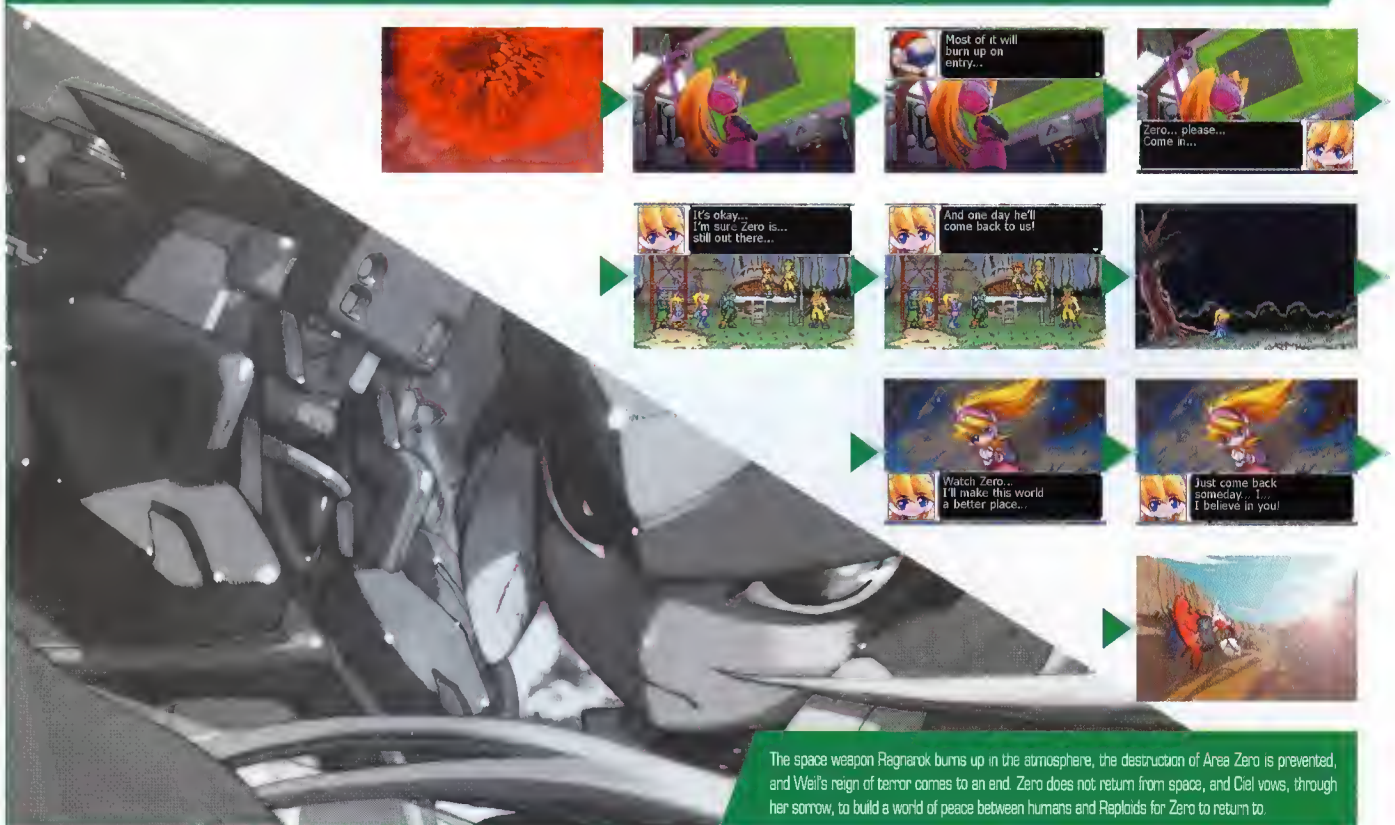 Most of it will
burn up on
entry...
Zero... please...
Come in...
It's okay...
I'm sure Zero is...
still out there...
And one day he'll
come back to us!
Watch Zero...
I'll make this world
a better place...
Just come back
someday... I...
I believe in you!
The space weapon Ragnarok burns up in the atmosphere, the destruction of Area Zero is prevented,
and Weil's reign of terror comes to an end. Zero does not return from space, and Ciel vows, through
her sorrow, to build a world of peace between humans and Reploids for Zero to return to.